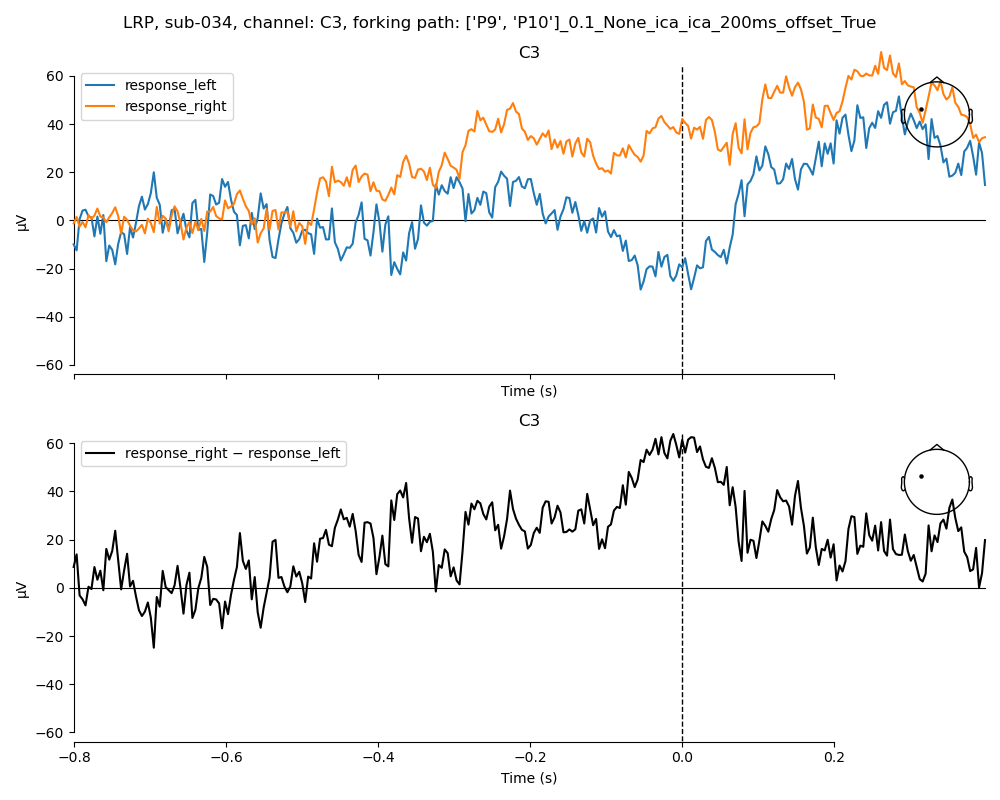 LRP, sub-034, channel: C3, forking path: ['P9', 'P10']_0.1_None_ica_ica_200ms_offset_True
C3
response_left
response_right
60
40
20
0
−20
−40
−60
µV
Time (s)
C3
response_right − response_left
60
40
20
0
−20
−40
−60
µV
−0.8
−0.6
−0.4
−0.2
0.0
0.2
Time (s)